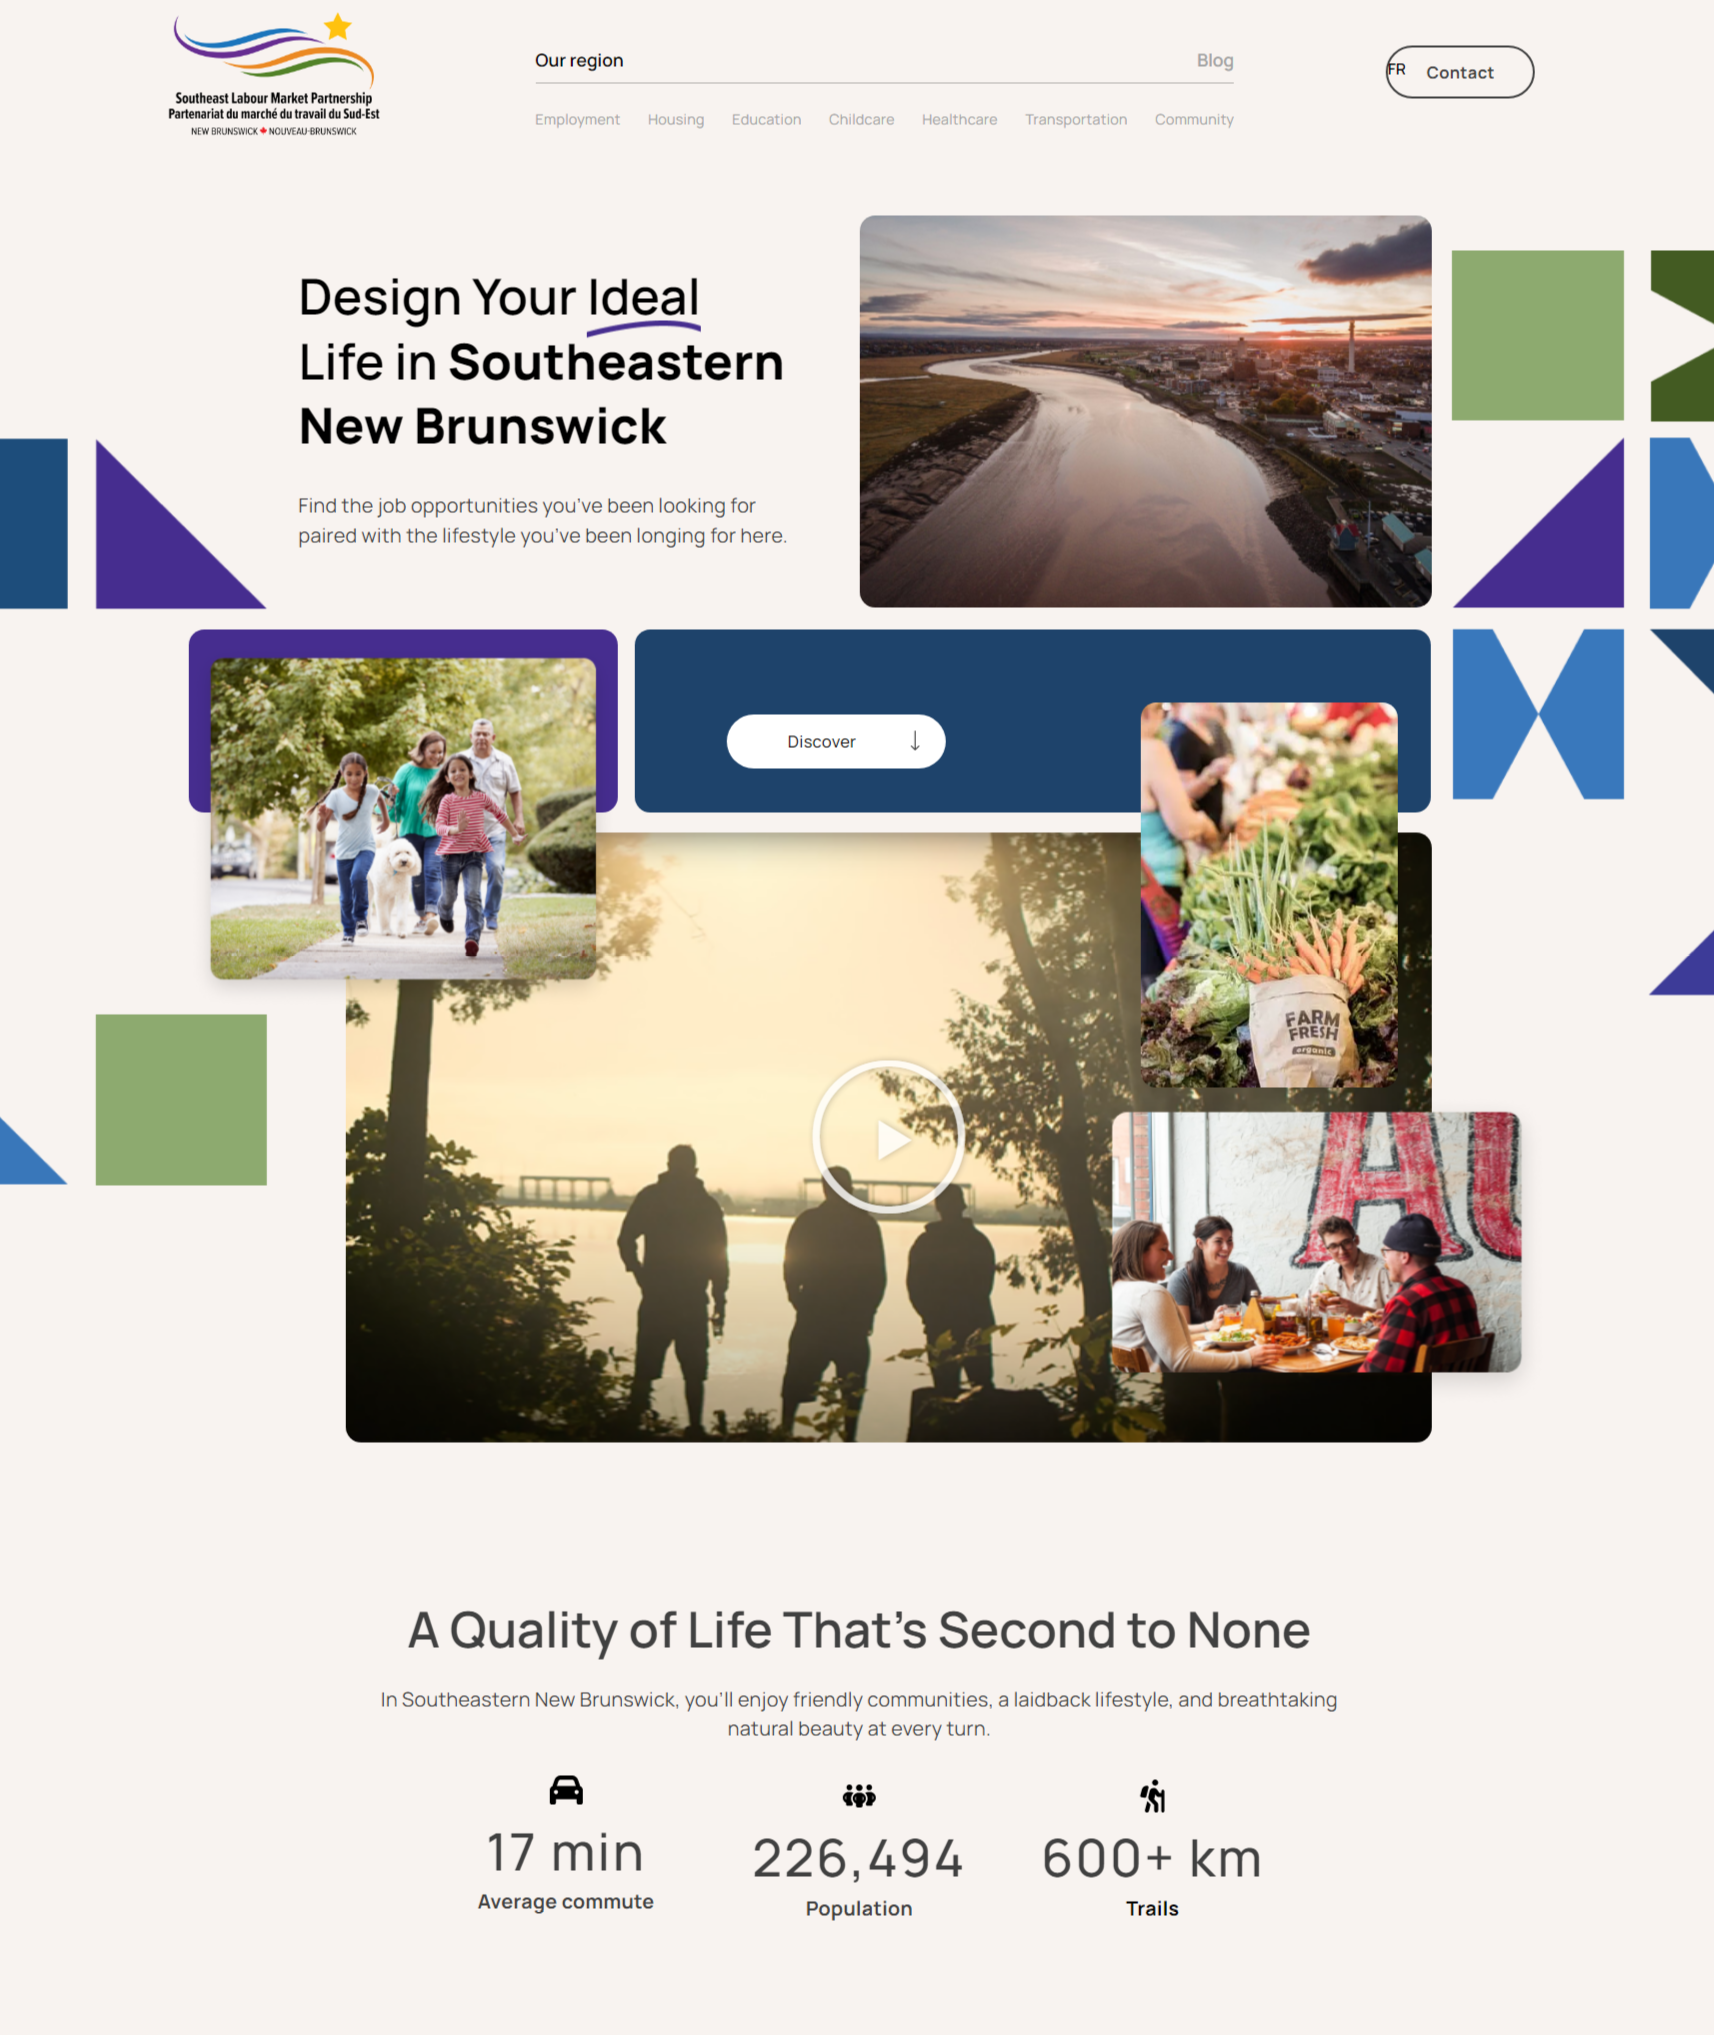 Southeast Labour Market Partnership
Partenariat du marché du travail du Sud-Est
NEW BRUNSWICK NOUVEAU-BRUNSWICK
Our region
Blog
Employment Housing Education Childcare Healthcare Transportation Community
FR
Contact
Design Your Ideal
Life in Southeastern
New Brunswick
Find the job opportunities you've been looking for
paired with the lifestyle you've been longing for here.
Discover ↓
FARM
FRESH
organic
A Quality of Life That's Second to None
In Southeastern New Brunswick, you'll enjoy friendly communities, a laidback lifestyle, and breathtaking
natural beauty at every turn.
17 min
Average commute
226,494
Population
600+ km
Trails